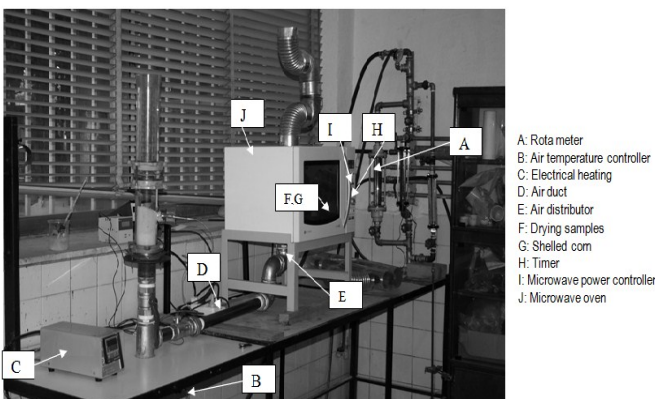 J
I
H
A
F.G
D
E
C
B
A: Rota meter
B: Air temperature controller
C: Electrical heating
D: Air duct
E: Air distributor
F: Drying samples
G: Shelled corn
H: Timer
I: Microwave power controller
J: Microwave oven